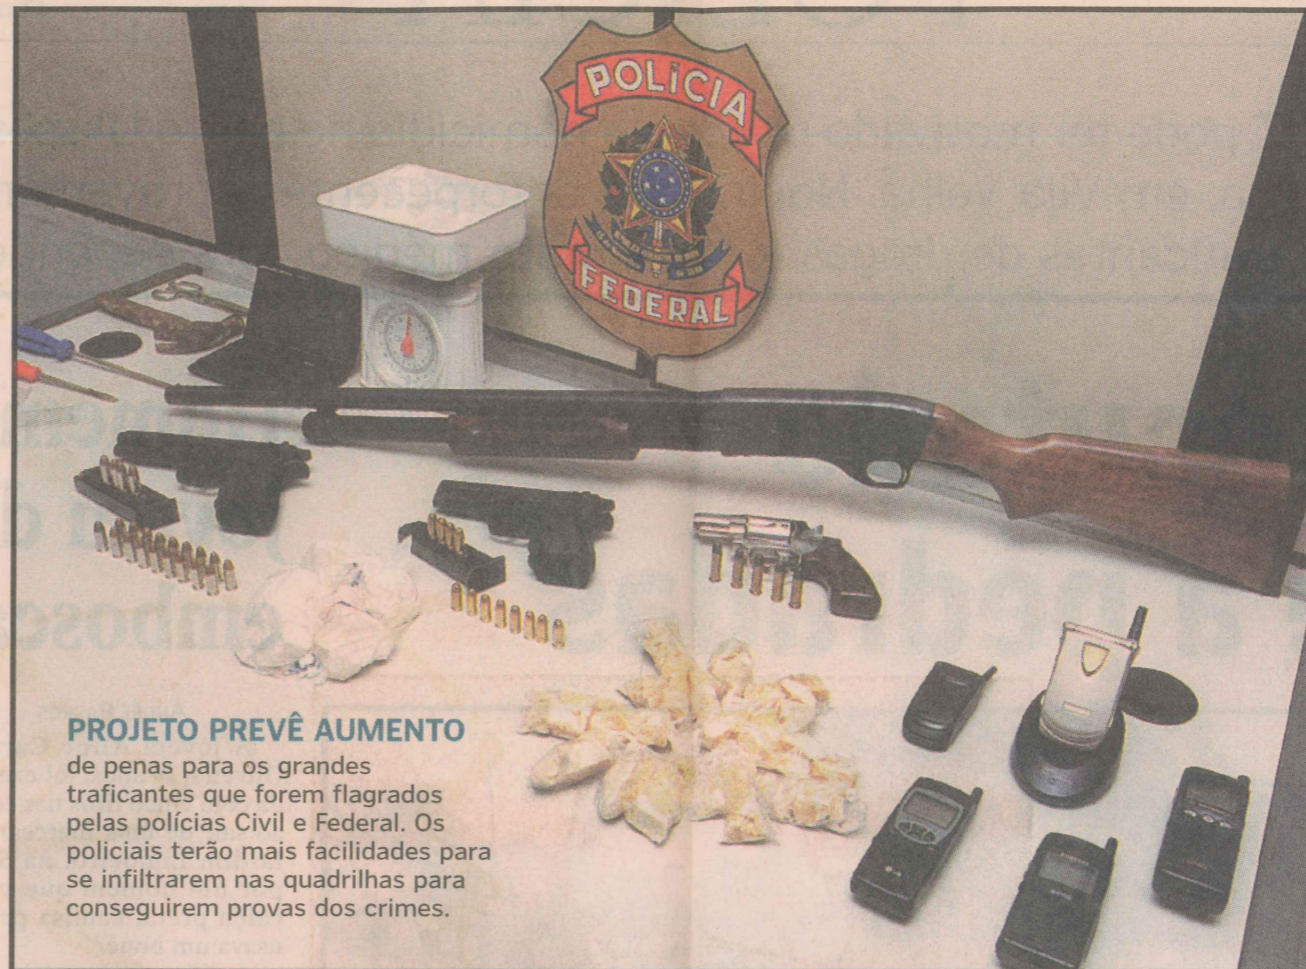 POLÍCIA
FEDERAL
PROJETO PREVÊ AUMENTO
de penas para os grandes
traficantes que forem flagrados
pelas polícias Civil e Federal. Os
policiais terão mais facilidades para
se infiltrarem nas quadrilhas para
conseguirem provas dos crimes.